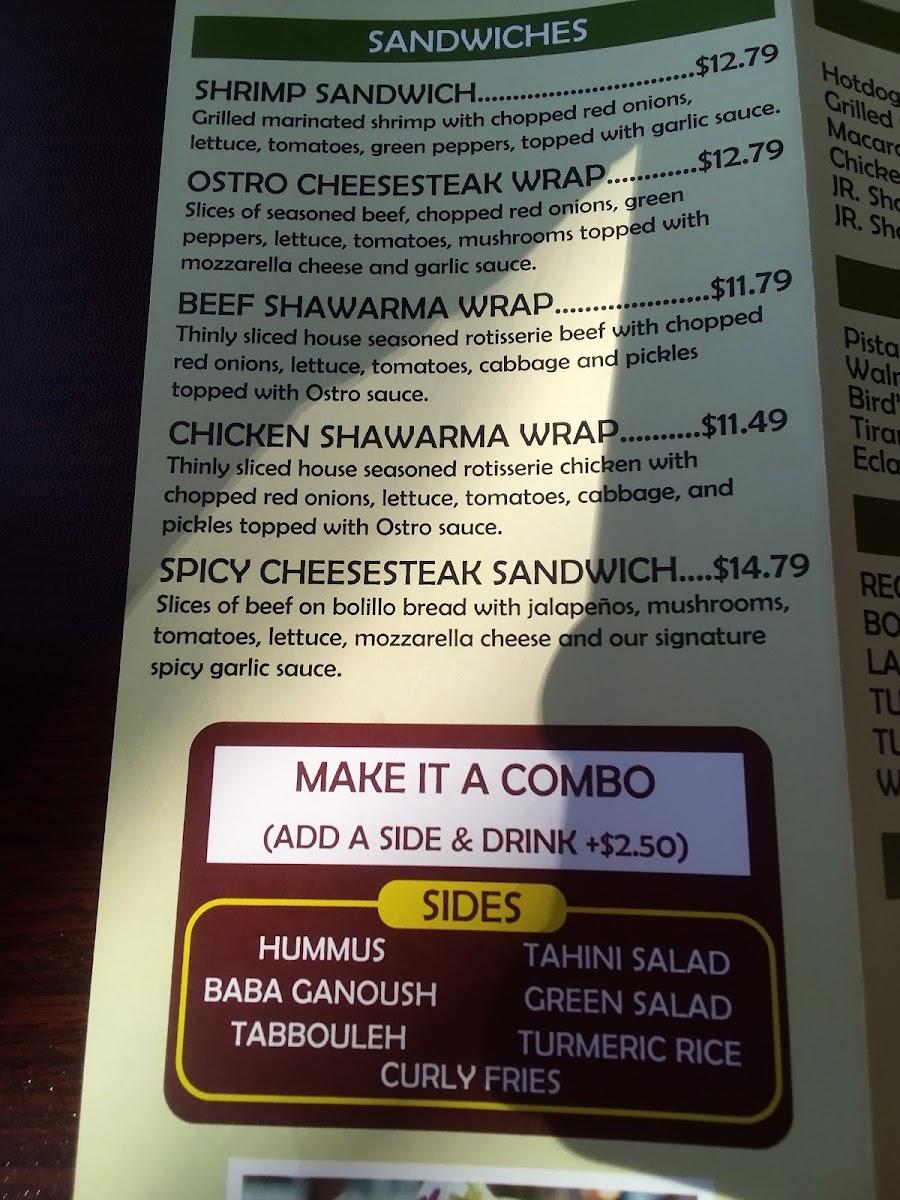 SANDWICHES
SHRIMP SANDWICH..............................$12.79
Grilled marinated shrimp with chopped red onions,
lettuce, tomatoes, green peppers, topped with garlic sauce.
OSTRO CHEESESTEAK WRAP............$12.79
Slices of seasoned beef, chopped red onions, green
peppers, lettuce, tomatoes, mushrooms topped with
mozzarella cheese and garlic sauce.
BEEF SHAWARMA WRAP.....................$11.79
Thinly sliced house seasoned rotisserie beef with chopped
red onions, lettuce, tomatoes, cabbage and pickles
topped with Ostro sauce.
CHICKEN SHAWARMA WRAP..........$11.49
Thinly sliced house seasoned rotisserie chicken with
chopped red onions, lettuce, tomatoes, cabbage, and
pickles topped with Ostro sauce.
SPICY CHEESESTEAK SANDWICH....$14.79
Slices of beef on bolillo bread with jalapeños, mushrooms,
tomatoes, lettuce, mozzarella cheese and our signature
spicy garlic sauce.
MAKE IT A COMBO
(ADD A SIDE & DRINK +$2.50)
SIDES
HUMMUS
BABA GANOUSH
TABBOULEH
TAHINI SALAD
GREEN SALAD
TURMERIC RICE
CURLY FRIES
Hotdog
Grilled
JR.
JR.